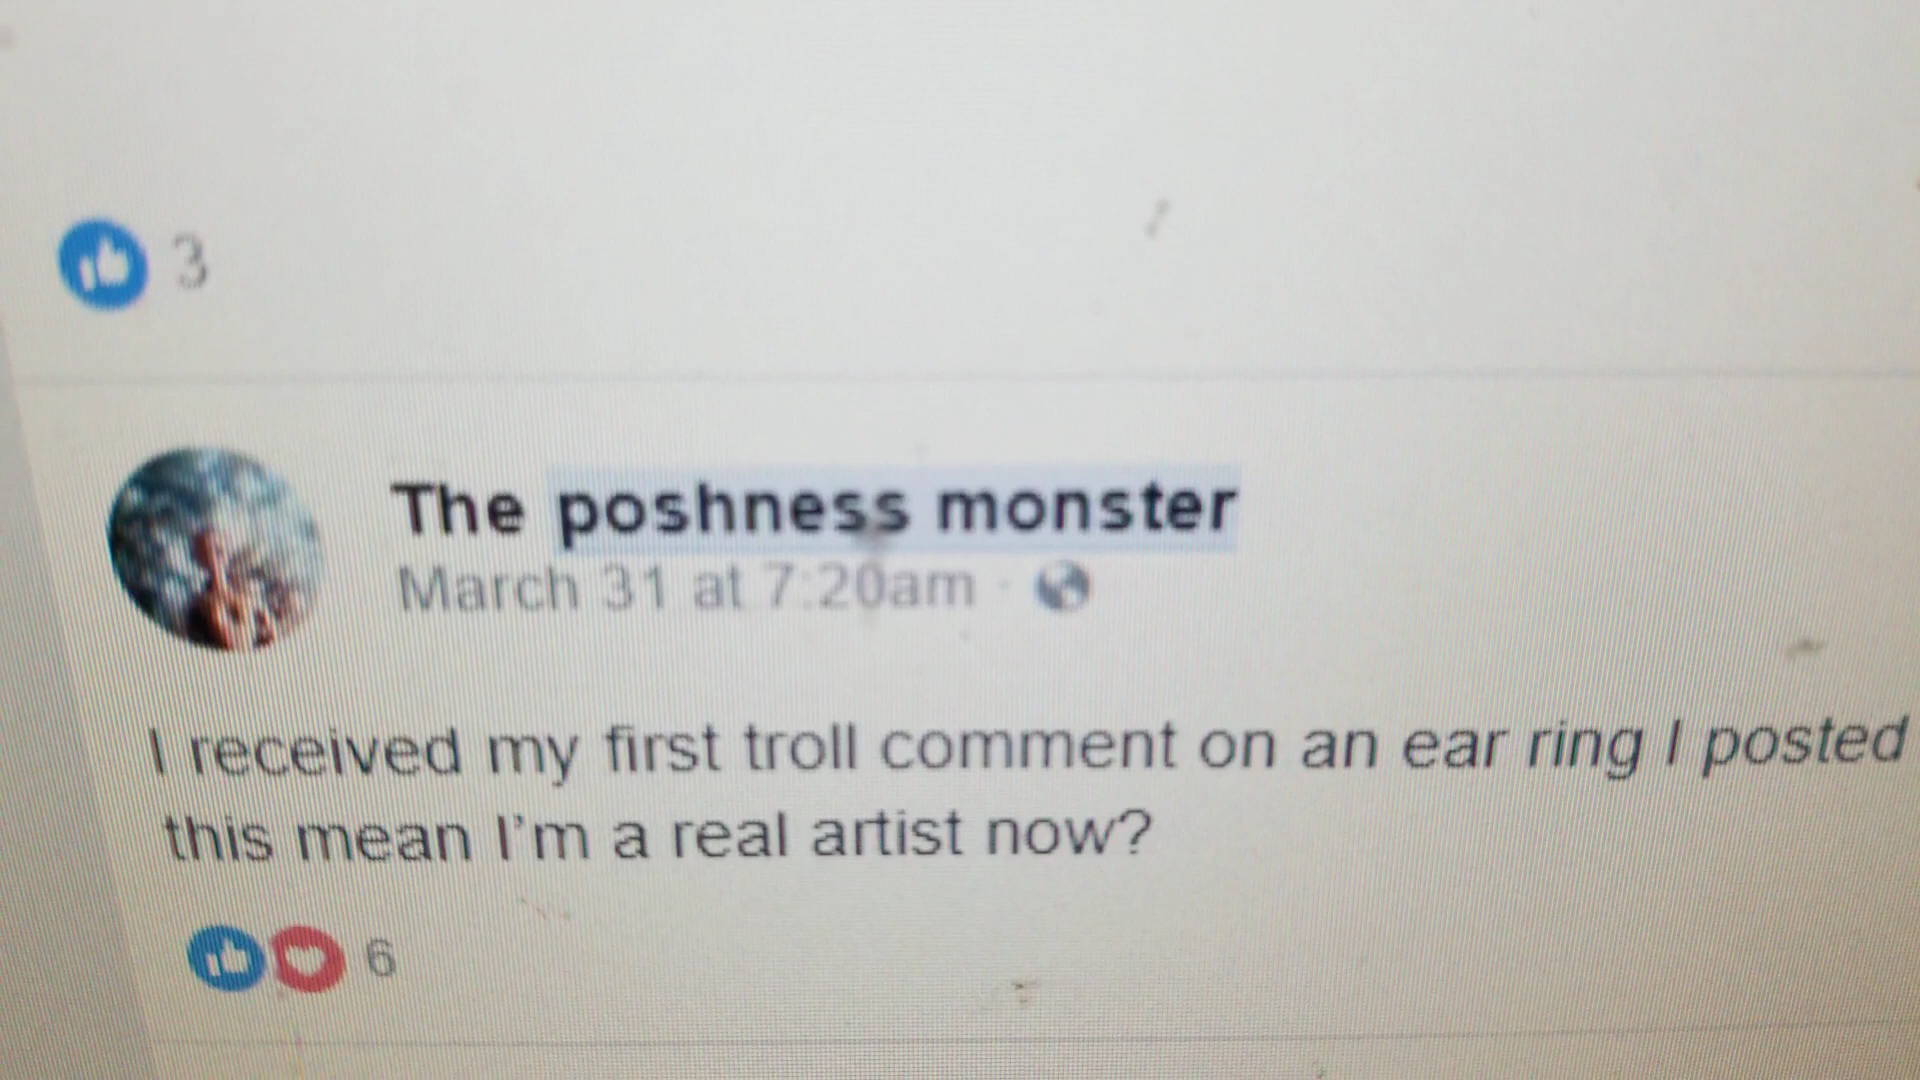 3
The poshness monster
March 31 at 7:20am ·
I received my first troll comment on an ear ring I posted
this mean I'm a real artist now?
6